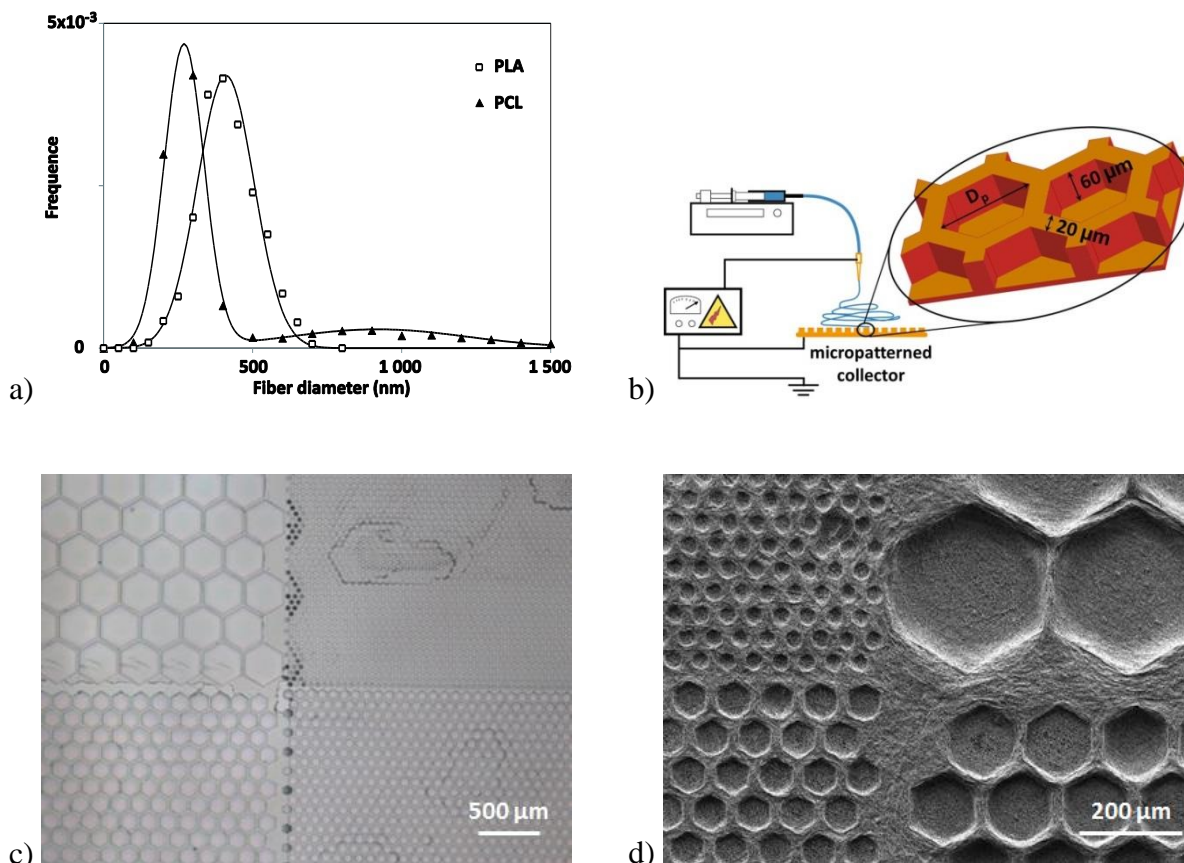 5x10-3
PLA
PCL
Frequence
0
0 500 1 000 1 500
Fiber diameter (nm)
a)
Dp
60 µm
20 µm
micropatterned
collector
b)
500 µm
c)
200 µm
d)